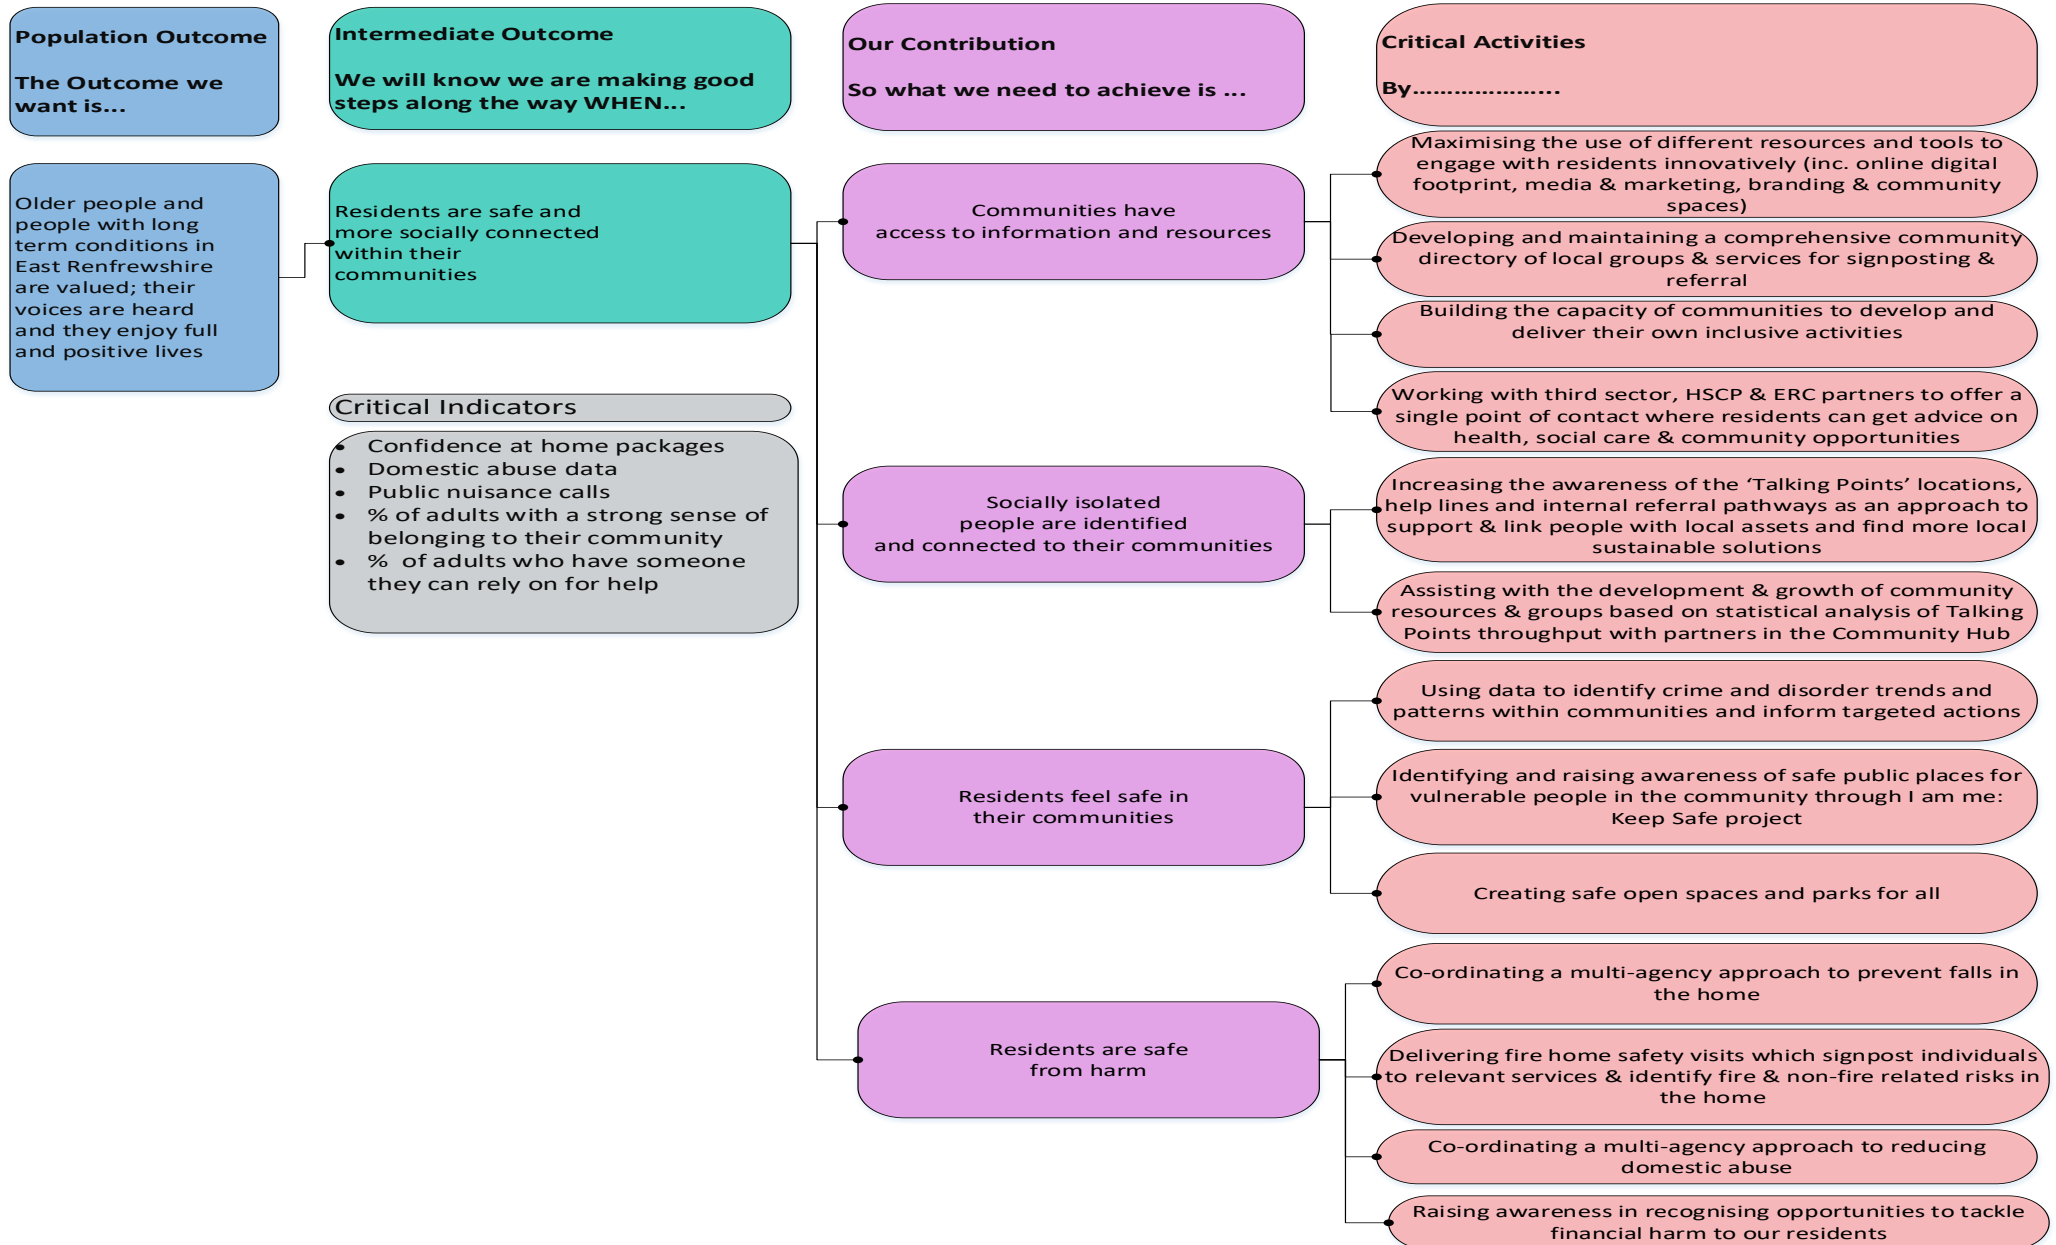 Population Outcome
The Outcome we
want is...
Intermediate Outcome
We will know we are making good
steps along the way WHEN...
Our Contribution
So what we need to achieve is ...
Critical Activities
By………………...
Older people and
people with long
term conditions in
East Renfrewshire
are valued; their
voices are heard
and they enjoy full
and positive lives
Residents are safe and
more socially connected
within their
communities
Critical Indicators
• Confidence at home packages
• Domestic abuse data
• Public nuisance calls
• % of adults with a strong sense of
belonging to their community
• % of adults who have someone
they can rely on for help
Communities have
access to information and resources
Maximising the use of different resources and tools to
engage with residents innovatively (inc. online digital
footprint, media & marketing, branding & community
spaces)
Developing and maintaining a comprehensive community
directory of local groups & services for signposting &
referral
Building the capacity of communities to develop and
deliver their own inclusive activities
Working with third sector, HSCP & ERC partners to offer a
single point of contact where residents can get advice on
health, social care & community opportunities
Socially isolated
people are identified
and connected to their communities
Increasing the awareness of the ‘Talking Points’ locations,
help lines and internal referral pathways as an approach to
support & link people with local assets and find more local
sustainable solutions
Assisting with the development & growth of community
resources & groups based on statistical analysis of Talking
Points throughput with partners in the Community Hub
Residents feel safe in
their communities
Using data to identify crime and disorder trends and
patterns within communities and inform targeted actions
Identifying and raising awareness of safe public places for
vulnerable people in the community through I am me:
Keep Safe project
Creating safe open spaces and parks for all
Residents are safe
from harm
Co-ordinating a multi-agency approach to prevent falls in
the home
Delivering fire home safety visits which signpost individuals
to relevant services & identify fire & non-fire related risks in
the home
Co-ordinating a multi-agency approach to reducing
domestic abuse
Raising awareness in recognising opportunities to tackle
financial harm to our residents